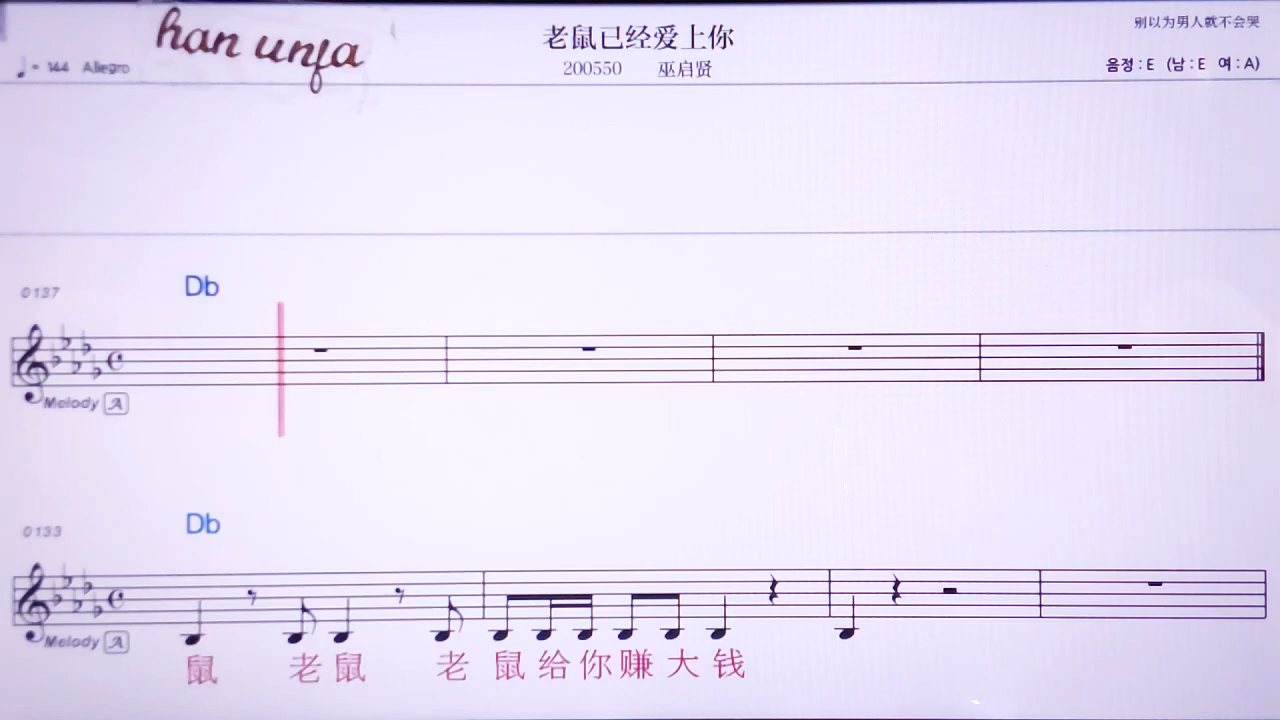 han unfa
老鼠已经爱上你
别以为男人就不会哭
♩= 144 Allegro
200550 巫启贤
음정 : E (남 : E 여 : A)
0137
Db
Melody A
0133
Db
Melody A
鼠 老鼠 老鼠给你赚大钱